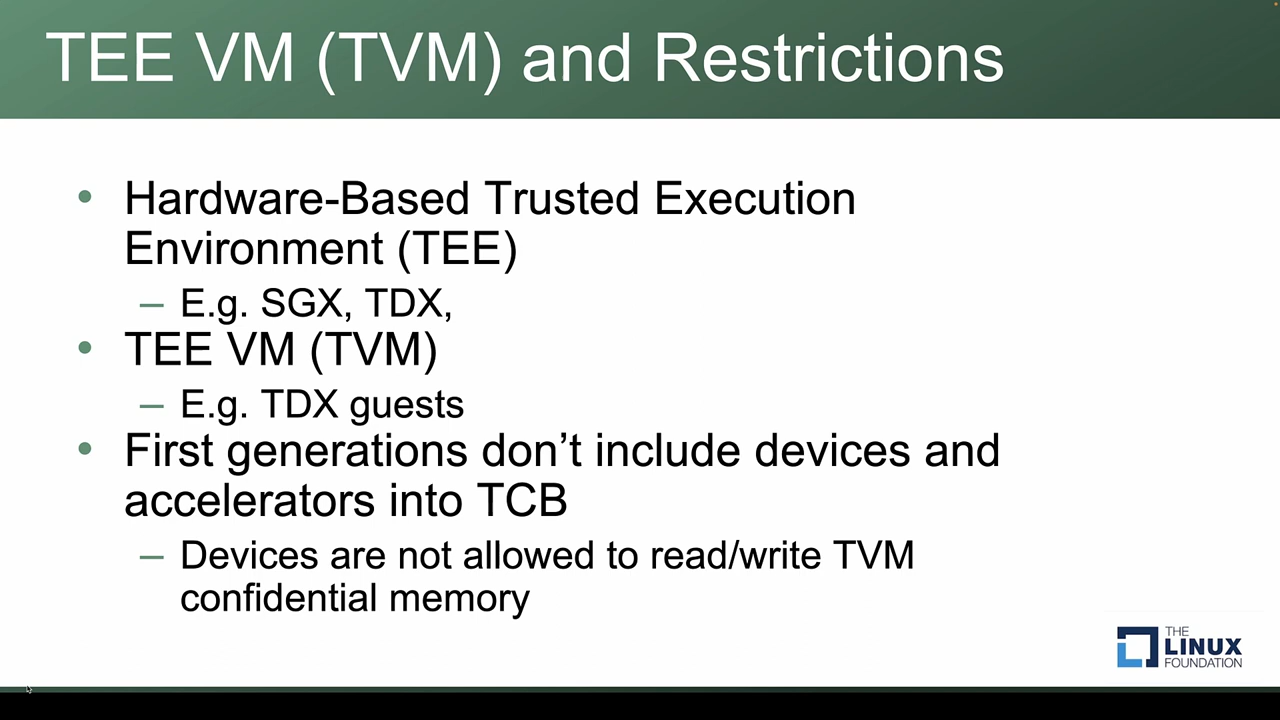 TEE VM (TVM) and Restrictions
• Hardware-Based Trusted Execution
Environment (TEE)
– E.g. SGX, TDX,
• TEE VM (TVM)
– E.g. TDX guests
• First generations don’t include devices and
accelerators into TCB
– Devices are not allowed to read/write TVM
confidential memory
THE
LINUX
FOUNDATION